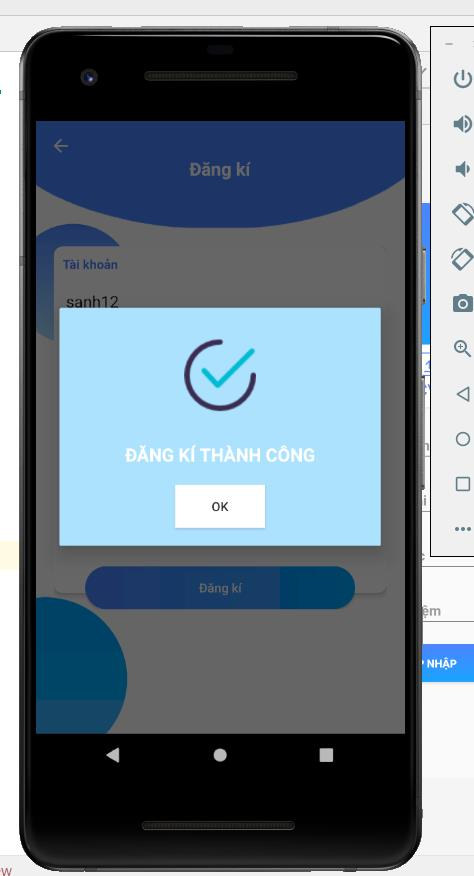 Đăng kí
Tài khoản
sanh12
ĐĂNG KÍ THÀNH CÔNG
OK
Đăng kí
NHẬP